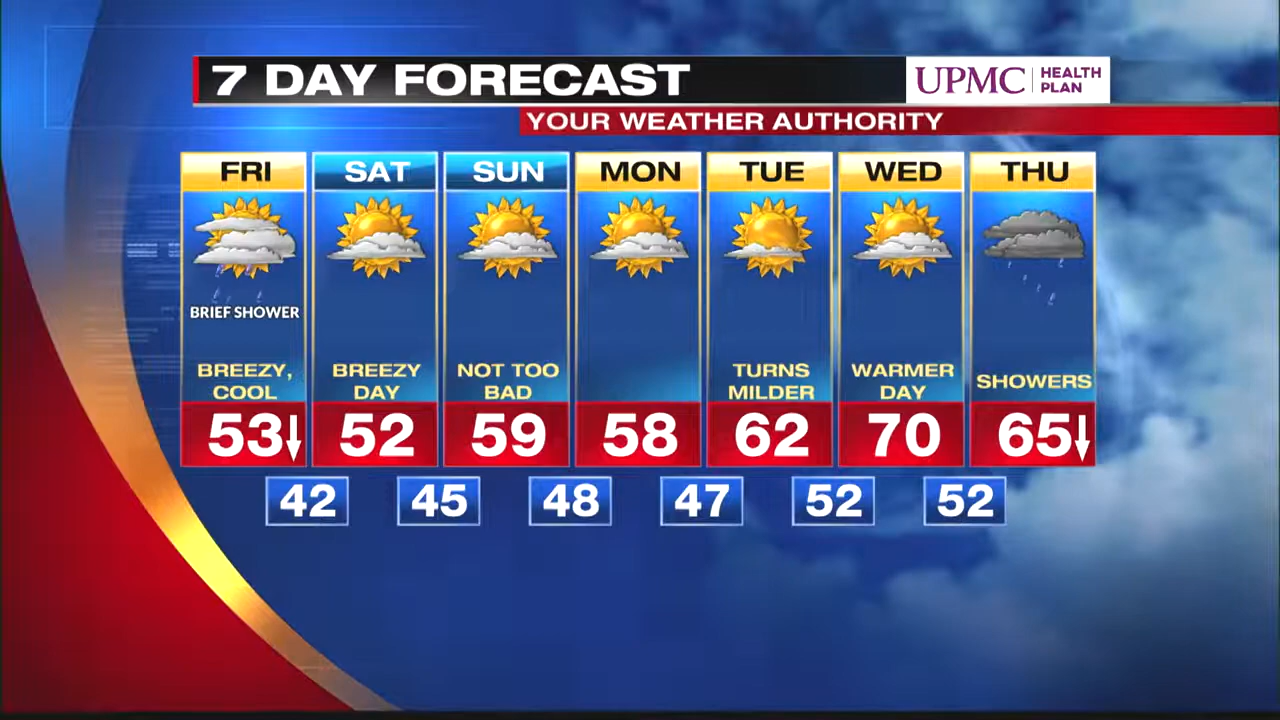 7 DAY FORECAST
UPMC
HEALTH
PLAN
YOUR WEATHER AUTHORITY
FRI
SAT
SUN
MON
TUE
WED
THU
BRIEF SHOWER
BREEZY,
COOL
BREEZY
DAY
NOT TOO
BAD
TURNS
MILDER
WARMER
DAY
SHOWERS
53↓
52
59
58
62
70
65↓
42
45
48
47
52
52